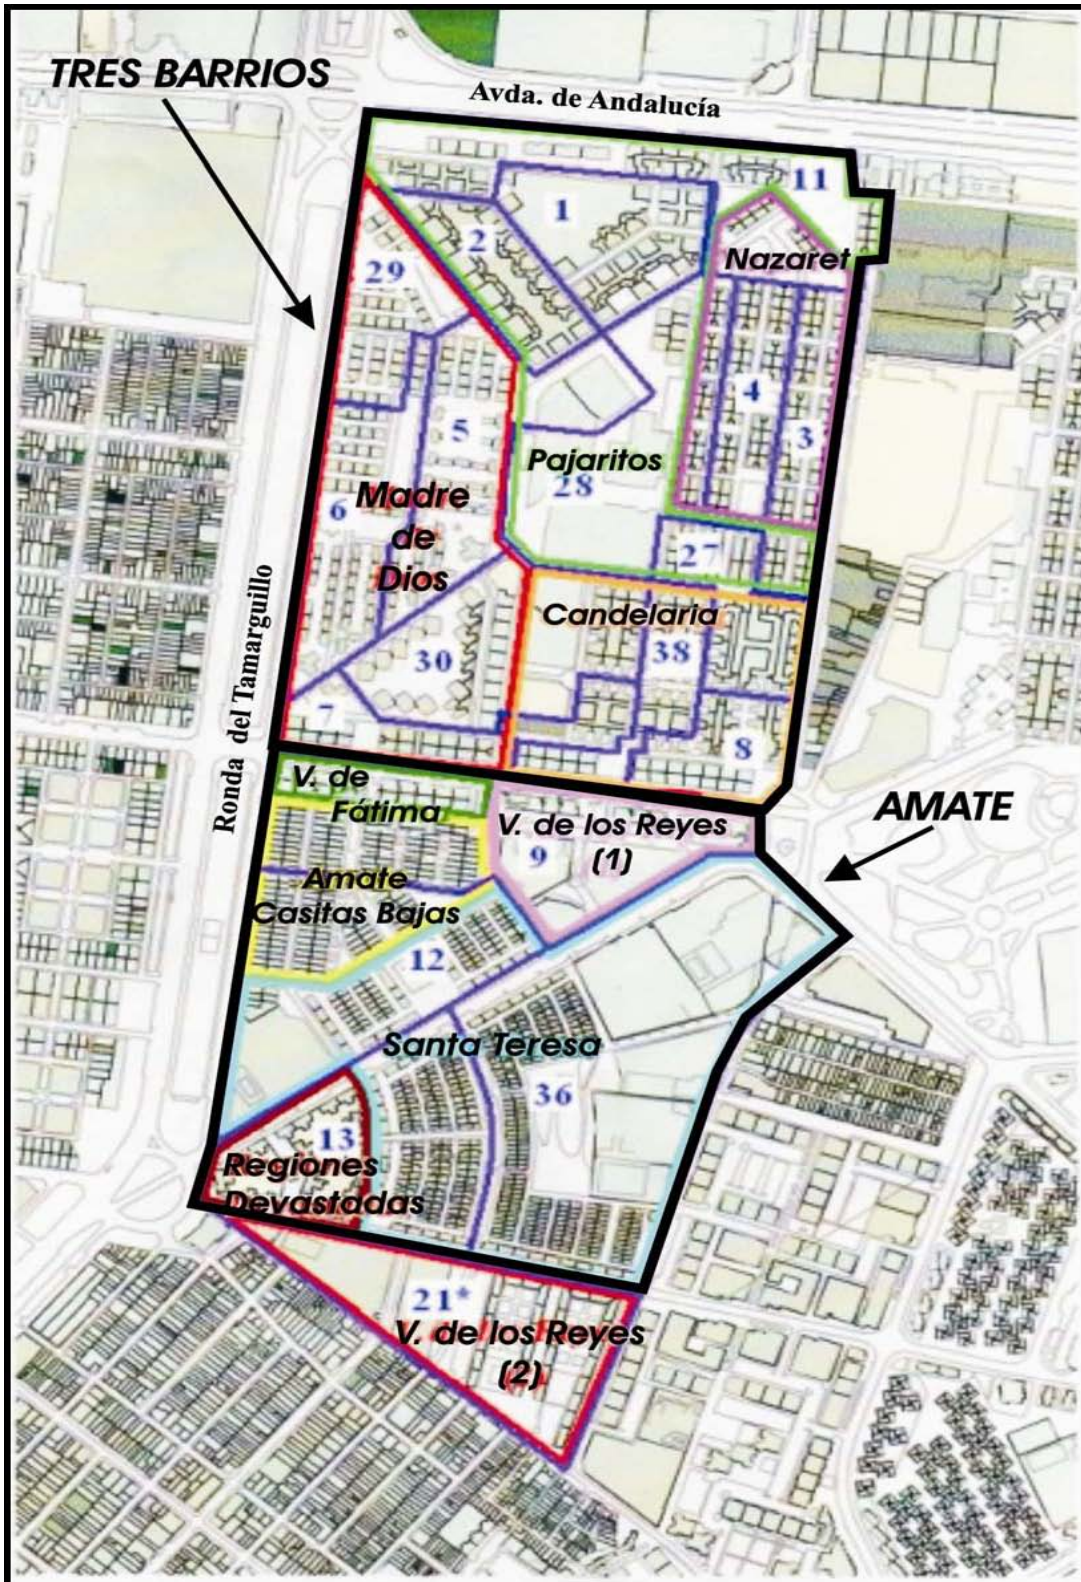 TRES BARRIOS
Avda. de Andalucía
11
1
2
Nazaret
29
4
5
3
Pajaritos
28
6
Madre
de
Dios
27
Candelaria
38
30
7
8
Ronda del Tamarguillo
V. de
Fátima
AMATE
V. de los Reyes
(1)
9
Amate
Casitas Bajas
12
Santa Teresa
36
13
Regiones
Devastadas
21*
V. de los Reyes
(2)